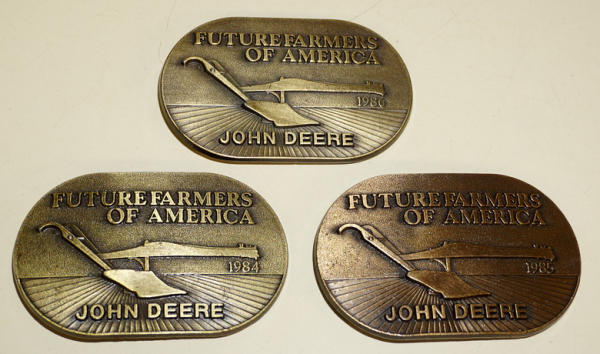 FUTURE FARMERS
OF AMERICA
1986
JOHN DEERE
FUTURE FARMERS
OF AMERICA
1984
JOHN DEERE
FUTURE FARMERS
OF AMERICA
1985
JOHN DEERE